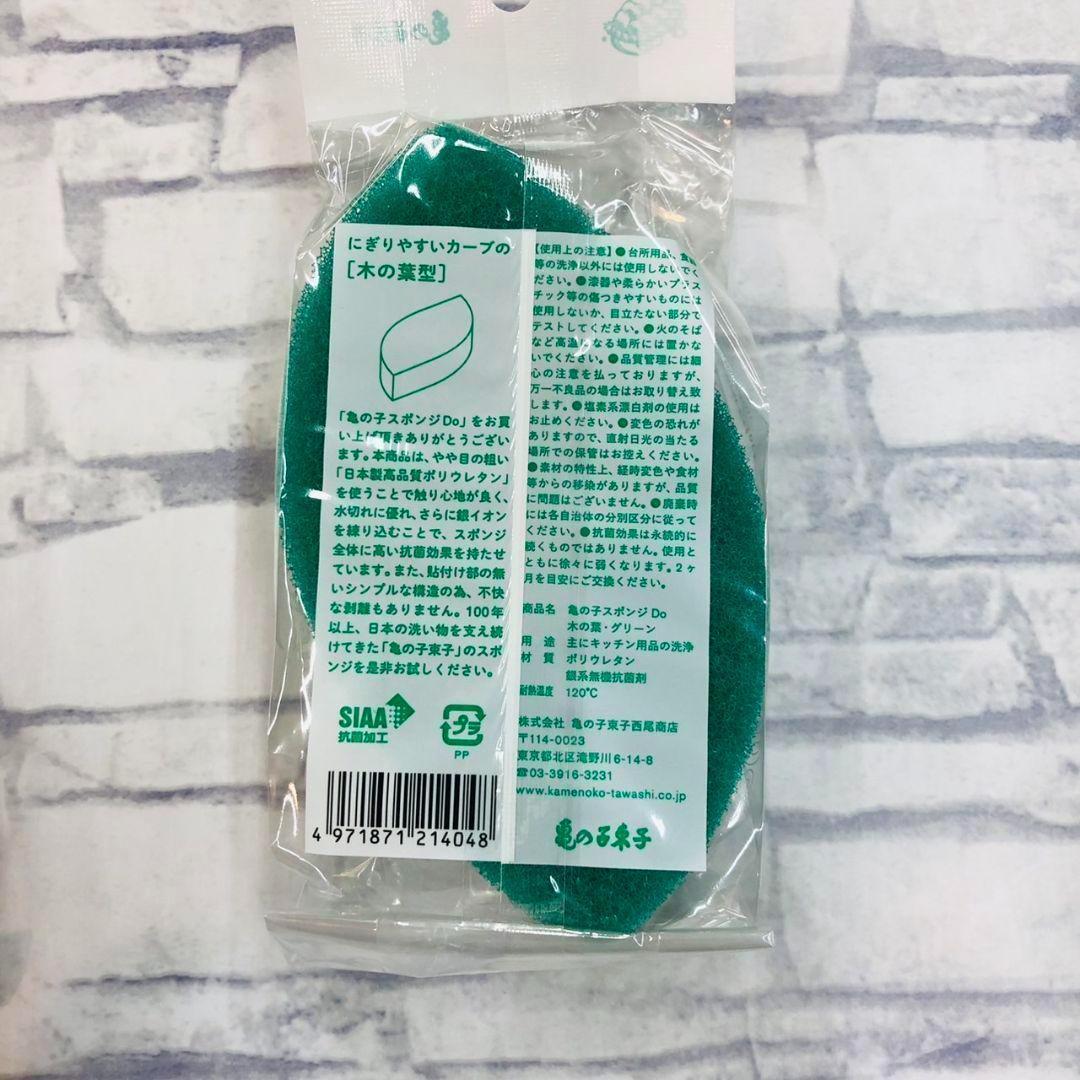 亀の子束子
にぎりやすいカーブの
[木の葉型]
「亀の子スポンジDo」をお買
い上げ頂きありがとうござい
ます。本商品は、やや目の粗い
「日本製高品質ポリウレタン」
を使うことで触り心地が良く、
水切れに優れ、さらに銀イオン
を練り込むことで、スポンジ
全体に高い抗菌効果を持たせ
ています。また、貼付け部の無
いシンプルな構造の為、不快
な剥離もありません。100年
以上、日本の洗い物を支え続
けてきた「亀の子束子」のスポ
ンジを是非お試しください。
SIAA
抗菌加工
プラ
PP
4 971871 214048
【使用上の注意】●台所用品、食器
等の洗浄以外には使用しないでく
ださい。●漆器や柔らかいプラス
チック等の傷つきやすいものには
使用しないか、目立たない部分で
テストしてください。●火のそば
など高温になる場所には置かな
いでください。●品質管理には細
心の注意を払っておりますが、
万一不良品の場合はお取り替え致
します。●塩素系漂白剤の使用は
お止めください。●変色の恐れが
ありますので、直射日光の当たる
場所での保管はお控えください。
●素材の特性上、経時変色や食材
等からの移染がありますが、品質
に問題はございません。●廃棄時
には各自治体の分別区分に従って
ください。●抗菌効果は永続的に
続くものではありません。使用と
ともに徐々に弱くなります。2ヶ
月を目安にご交換ください。
商品名 亀の子スポンジDo
木の葉・グリーン
用途 主にキッチン用品の洗浄
材質 ポリウレタン
銀系無機抗菌剤
耐熱温度 120℃
株式会社 亀の子束子西尾商店
〒114-0023
東京都北区滝野川6-14-8
☎03-3916-3231
www.kamenoko-tawashi.co.jp
亀の子束子